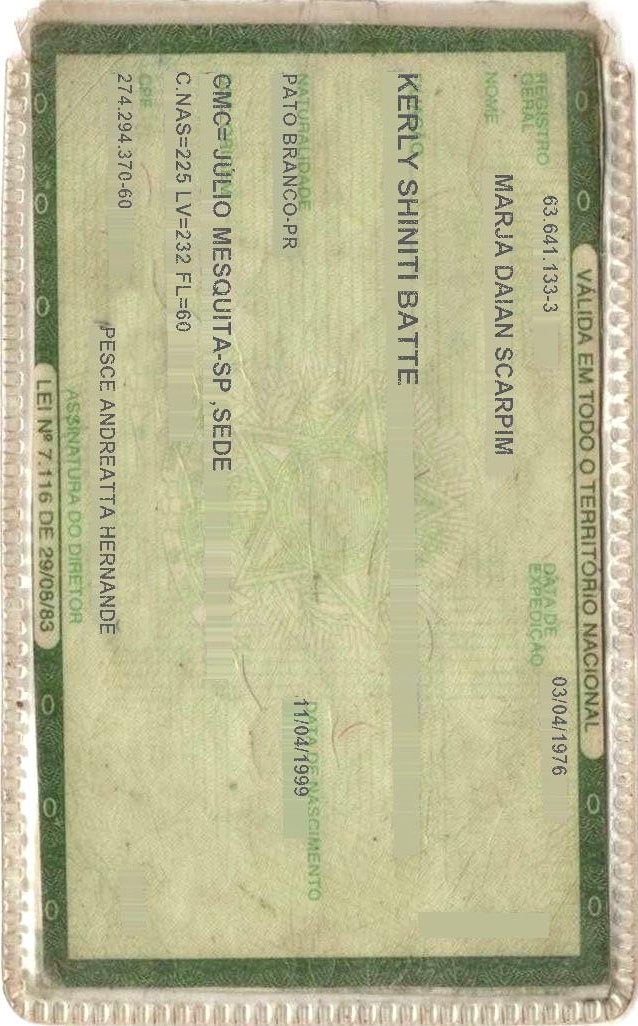 VÁLIDA EM TODO O TERRITÓRIO NACIONAL
REGISTRO GERAL 63.641.133-3 DATA DE EXPEDIÇÃO 03/04/1976
NOME MARJA DAIAN SCARPIM
KERLY SHINITI BATTE
NATURALIDADE DATA DE NASCIMENTO
PATO BRANCO-PR 11/04/1999
CMC= JÚLIO MESQUITA-SP ,SEDE
C.NAS=225 LV=232 FL=60
CPF
274.294.370-60
PESCE ANDREATTA HERNANDE
ASSINATURA DO DIRETOR
LEI Nº 7.116 DE 29/08/83